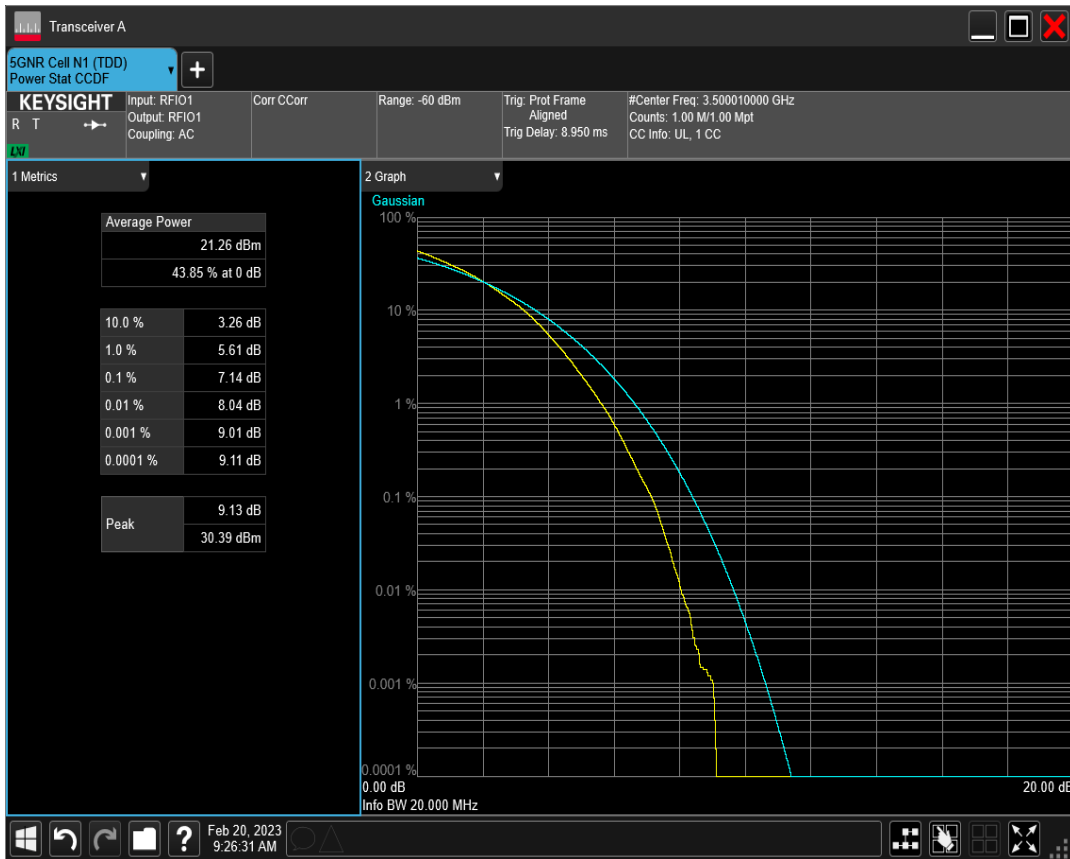 Transceiver A
5GNR Cell N1 (TDD)
Power Stat CCDF
+
KEYSIGHT
R T
LXI
Input: RFIO1
Output: RFIO1
Coupling: AC
Corr CCorr
Range: -60 dBm
Trig: Prot Frame
Aligned
Trig Delay: 8.950 ms
#Center Freq: 3.500010000 GHz
Counts: 1.00 M/1.00 Mpt
CC Info: UL, 1 CC
1 Metrics
Average Power
21.26 dBm
43.85 % at 0 dB
10.0 % 3.26 dB
1.0 % 5.61 dB
0.1 % 7.14 dB
0.01 % 8.04 dB
0.001 % 9.01 dB
0.0001 % 9.11 dB
Peak
9.13 dB
30.39 dBm
2 Graph
Gaussian
100 %
10 %
1 %
0.1 %
0.01 %
0.001 %
0.0001 %
0.00 dB 20.00 dB
Info BW 20.000 MHz
?
Feb 20, 2023
9:26:31 AM